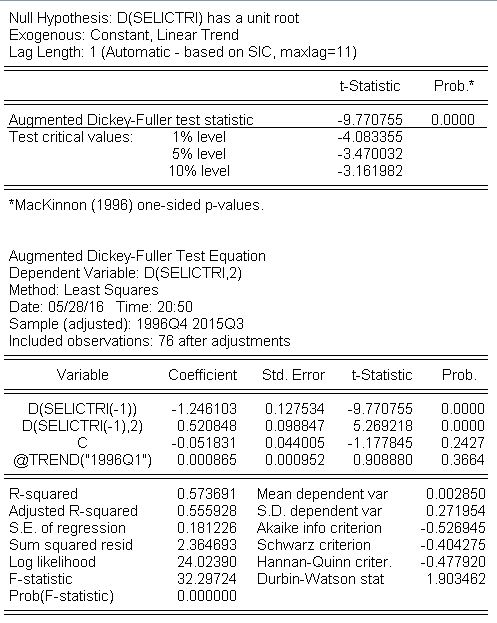 Null Hypothesis: D(SELICTRI) has a unit root
Exogenous: Constant, Linear Trend
Lag Length: 1 (Automatic - based on SIC, maxlag=11)
t-Statistic Prob.*
Augmented Dickey-Fuller test statistic -9.770755 0.0000
Test critical values: 1% level -4.083355
5% level -3.470032
10% level -3.161982
*MacKinnon (1996) one-sided p-values.
Augmented Dickey-Fuller Test Equation
Dependent Variable: D(SELICTRI,2)
Method: Least Squares
Date: 05/28/16 Time: 20:50
Sample (adjusted): 1996Q4 2015Q3
Included observations: 76 after adjustments
Variable Coefficient Std. Error t-Statistic Prob.
D(SELICTRI(-1)) -1.246103 0.127534 -9.770755 0.0000
D(SELICTRI(-1),2) 0.520848 0.098847 5.269218 0.0000
C -0.051831 0.044005 -1.177845 0.2427
@TREND("1996Q1") 0.000865 0.000952 0.908880 0.3664
R-squared 0.573691 Mean dependent var 0.002850
Adjusted R-squared 0.555928 S.D. dependent var 0.271954
S.E. of regression 0.181226 Akaike info criterion -0.526945
Sum squared resid 2.364693 Schwarz criterion -0.404275
Log likelihood 24.02390 Hannan-Quinn criter. -0.477920
F-statistic 32.29724 Durbin-Watson stat 1.903462
Prob(F-statistic) 0.000000